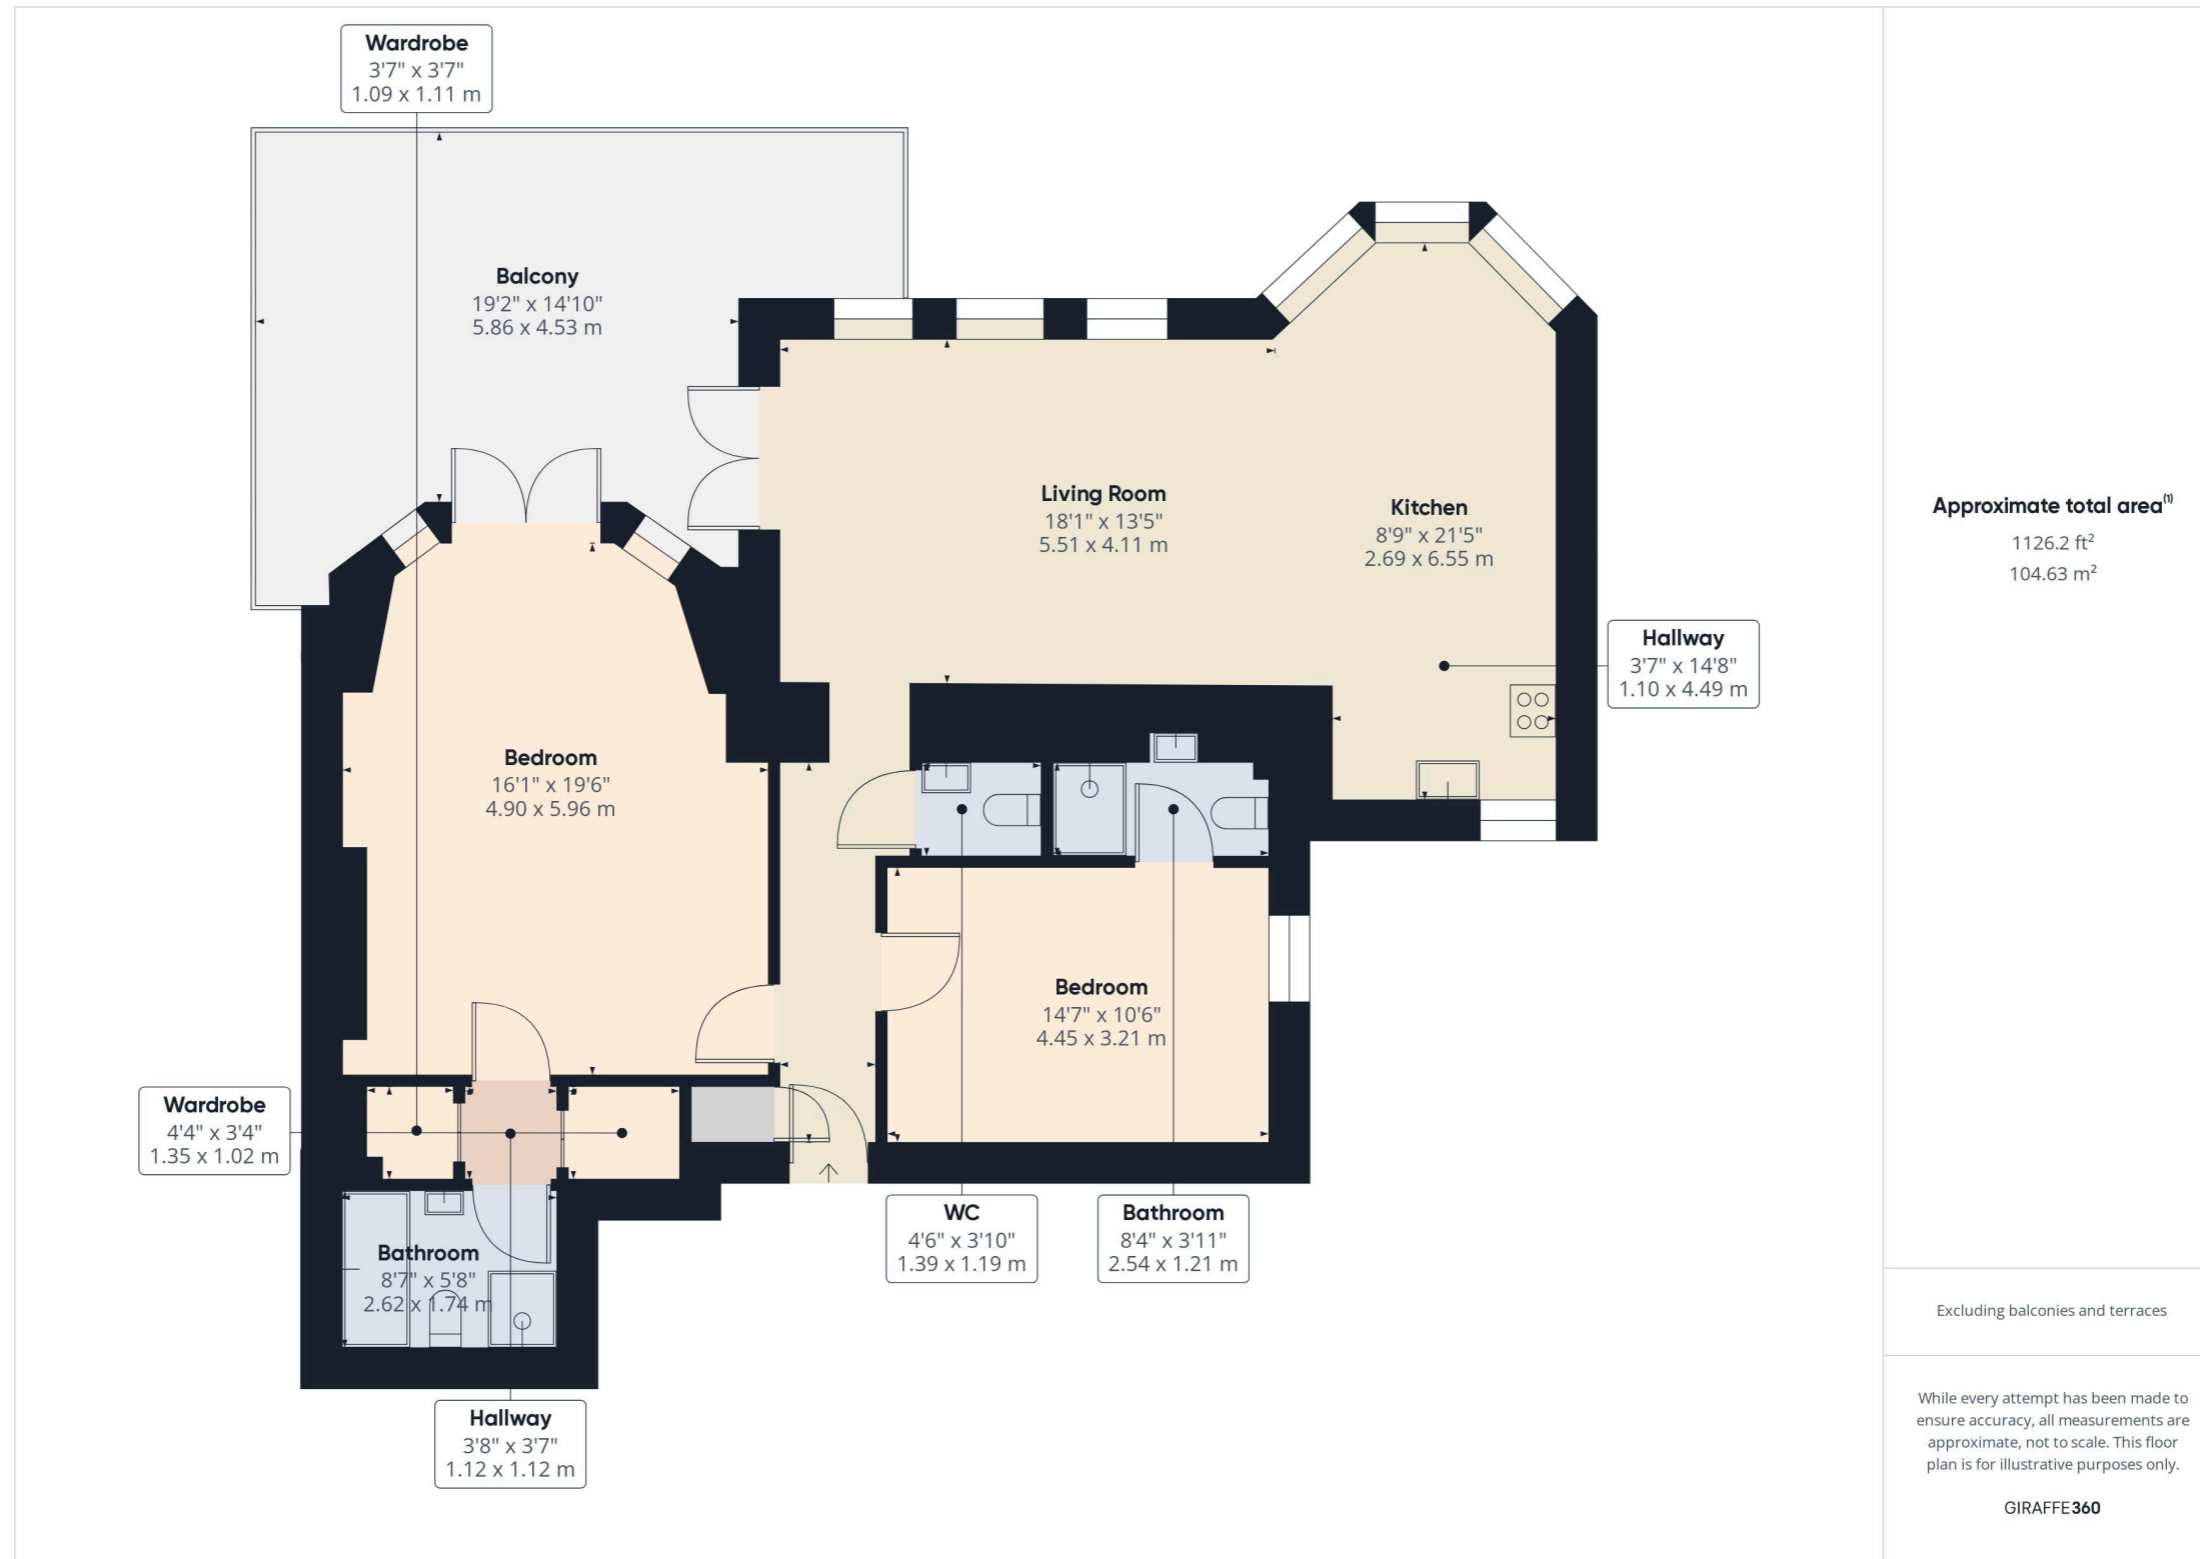 Wardrobe
3'7" x 3'7"
1.09 x 1.11 m
Balcony
19'2" x 14'10"
5.86 x 4.53 m
Living Room
18'1" x 13'5"
5.51 x 4.11 m
Kitchen
8'9" x 21'5"
2.69 x 6.55 m
Hallway
3'7" x 14'8"
1.10 x 4.49 m
Bedroom
16'1" x 19'6"
4.90 x 5.96 m
Bedroom
14'7" x 10'6"
4.45 x 3.21 m
Wardrobe
4'4" x 3'4"
1.35 x 1.02 m
WC
4'6" x 3'10"
1.39 x 1.19 m
Bathroom
8'4" x 3'11"
2.54 x 1.21 m
Bathroom
8'7" x 5'8"
2.62 x 1.74 m
Hallway
3'8" x 3'7"
1.12 x 1.12 m
Approximate total area⁽¹⁾
1126.2 ft²
104.63 m²
Excluding balconies and terraces
While every attempt has been made to
ensure accuracy, all measurements are
approximate, not to scale. This floor
plan is for illustrative purposes only.
GIRAFFE360